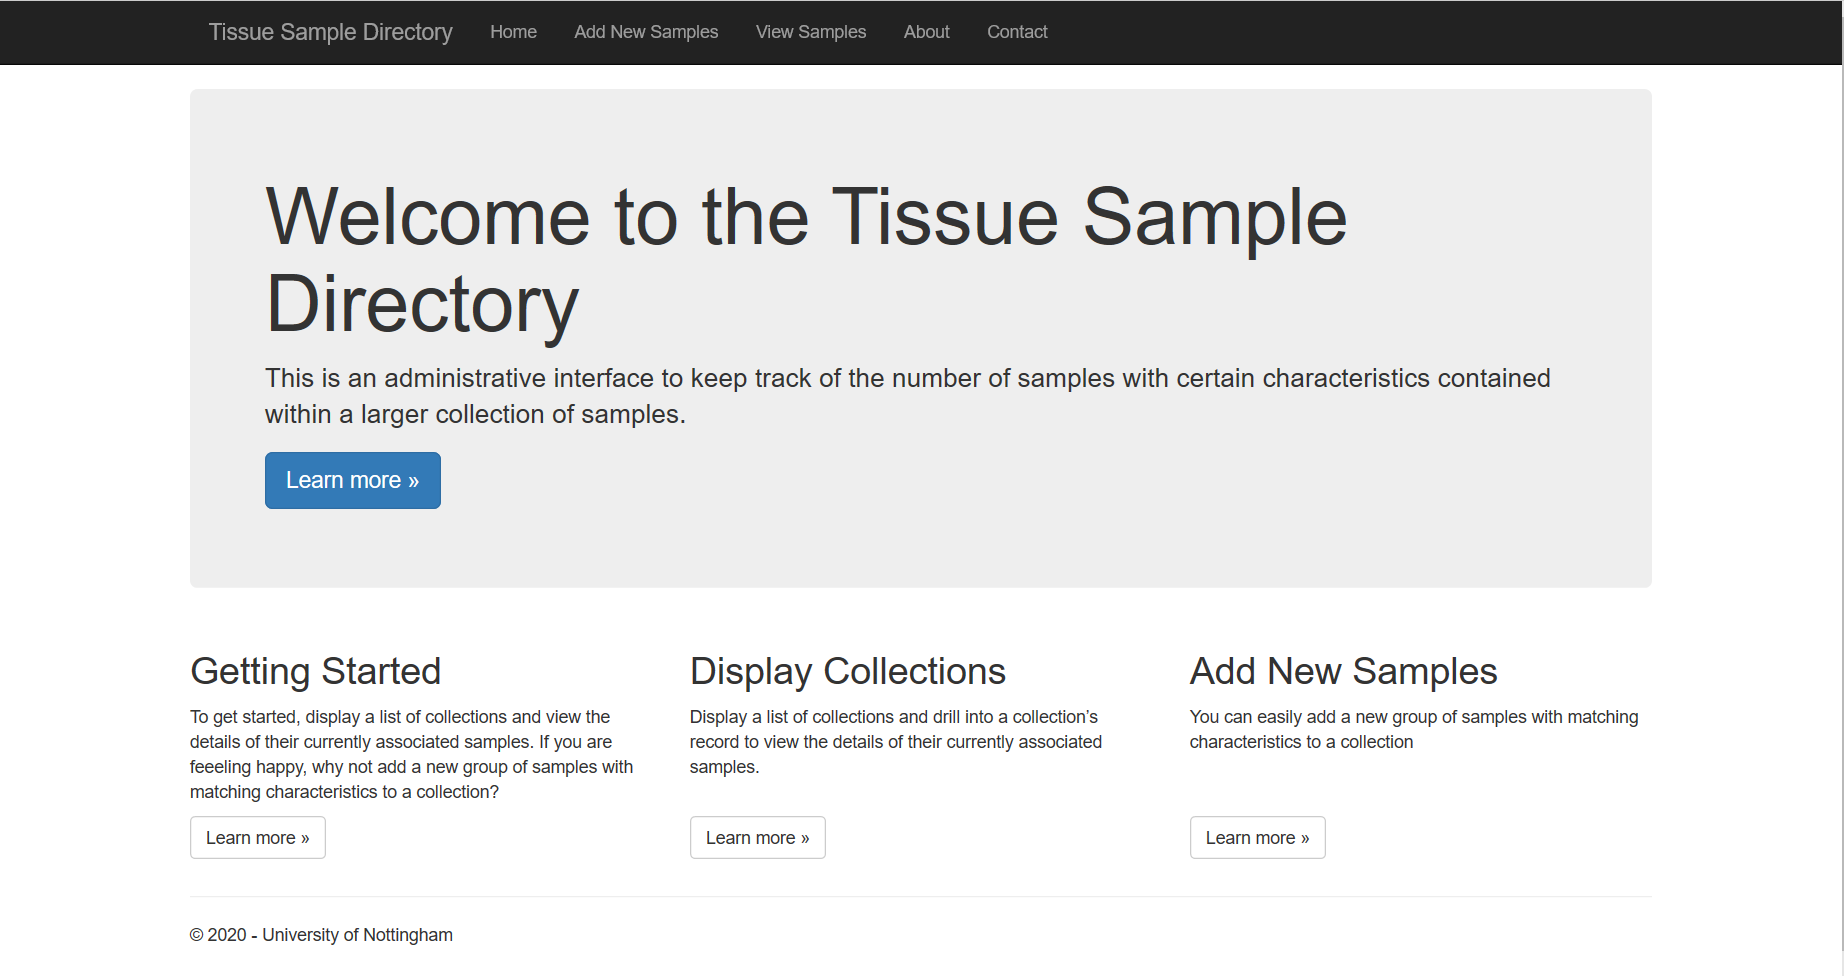 Tissue Sample Directory Home Add New Samples View Samples About Contact
Welcome to the Tissue Sample
Directory
This is an administrative interface to keep track of the number of samples with certain characteristics contained
within a larger collection of samples.
Learn more »
Getting Started
To get started, display a list of collections and view the
details of their currently associated samples. If you are
feeeling happy, why not add a new group of samples with
matching characteristics to a collection?
Learn more »
Display Collections
Display a list of collections and drill into a collection’s
record to view the details of their currently associated
samples.
Learn more »
Add New Samples
You can easily add a new group of samples with matching
characteristics to a collection
Learn more »
© 2020 - University of Nottingham